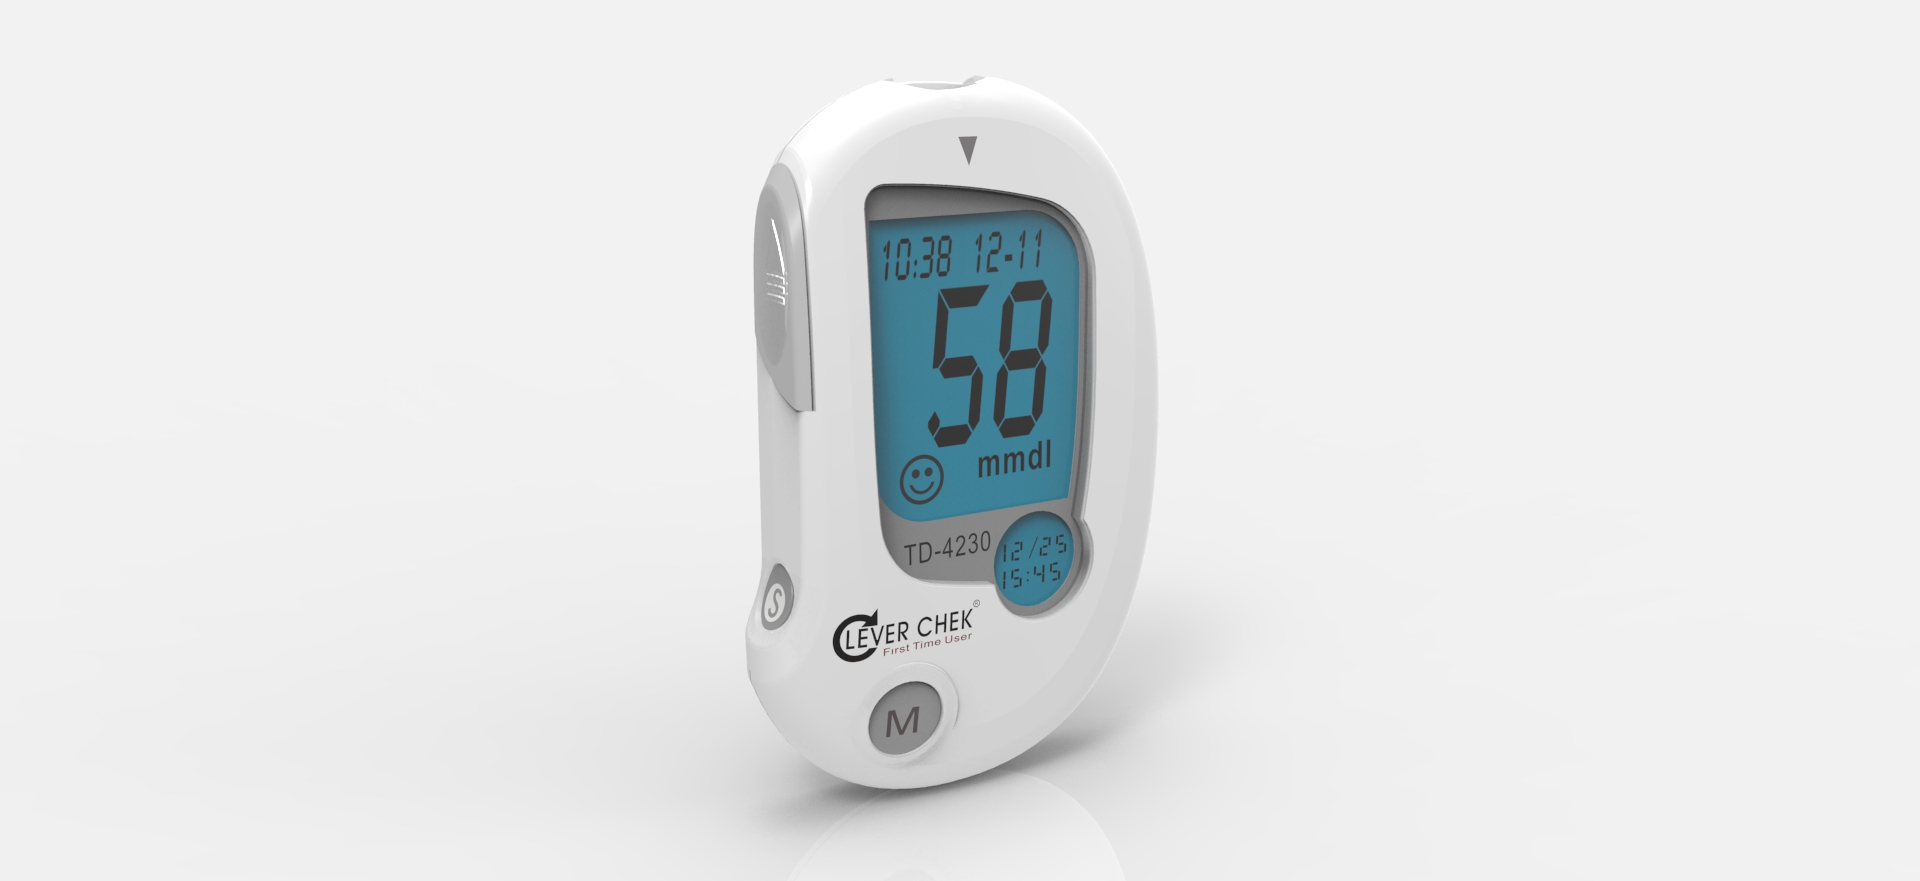 10:38 12-11
58
mmdl
TD-4230
12/25
15:45
S
CLEVER CHEK®
First Time User
M